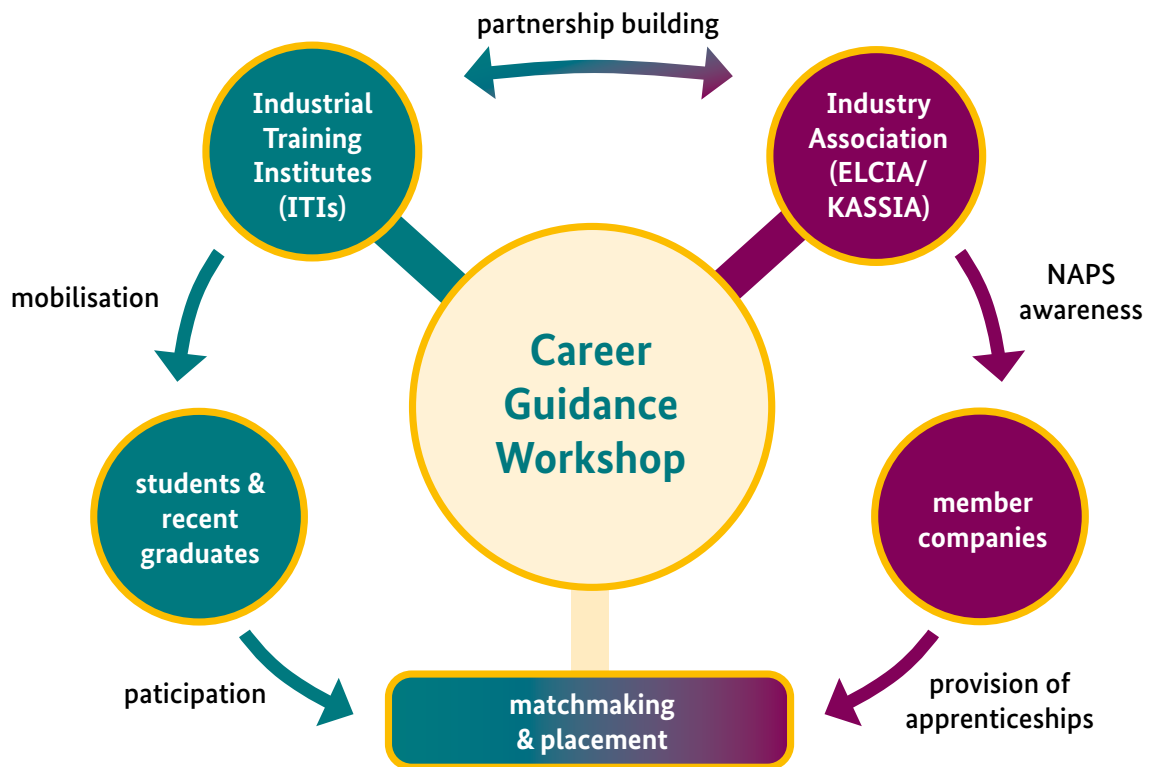 partnership building
Industrial
Training
Institutes
(ITIs)
Industry
Association
(ELCIA/
KASSIA)
mobilisation
NAPS
awareness
Career
Guidance
Workshop
students &
recent
graduates
member
companies
paticipation
matchmaking
& placement
provision of
apprenticeships